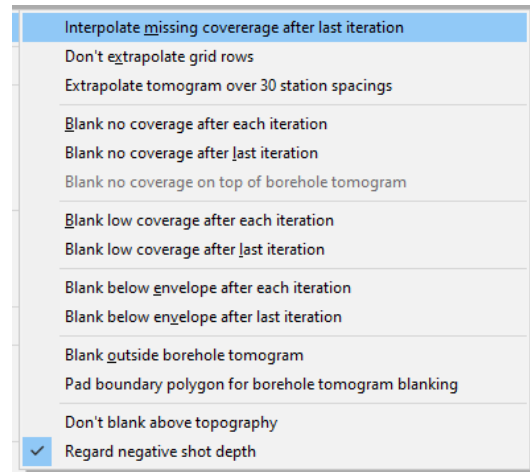 Interpolate missing covererage after last iteration
Don't extrapolate grid rows
Extrapolate tomogram over 30 station spacings
Blank no coverage after each iteration
Blank no coverage after last iteration
Blank no coverage on top of borehole tomogram
Blank low coverage after each iteration
Blank low coverage after last iteration
Blank below envelope after each iteration
Blank below envelope after last iteration
Blank outside borehole tomogram
Pad boundary polygon for borehole tomogram blanking
Don't blank above topography
Regard negative shot depth